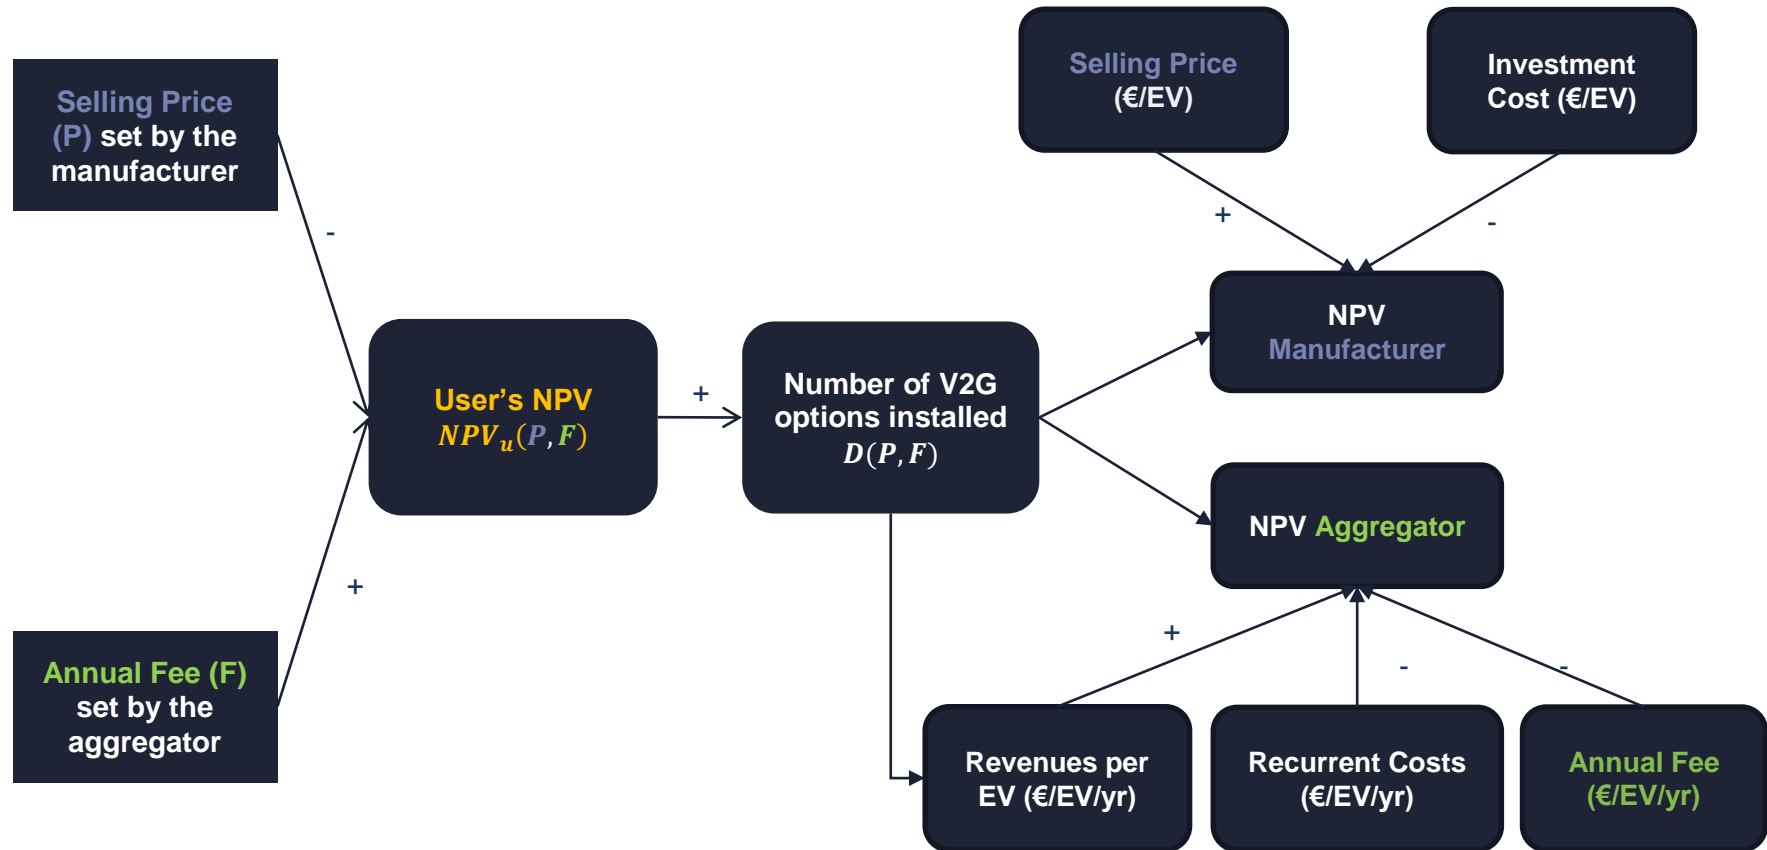 Selling Price
(P) set by the
manufacturer
-
Annual Fee (F)
set by the
aggregator
+
User's NPV
NPV_u(P,F)
+
Number of V2G
options installed
D(P,F)
Selling Price
(€/EV)
Investment
Cost (€/EV)
+
-
NPV
Manufacturer
NPV Aggregator
+
-
-
Revenues per
EV (€/EV/yr)
Recurrent Costs
(€/EV/yr)
Annual Fee
(€/EV/yr)